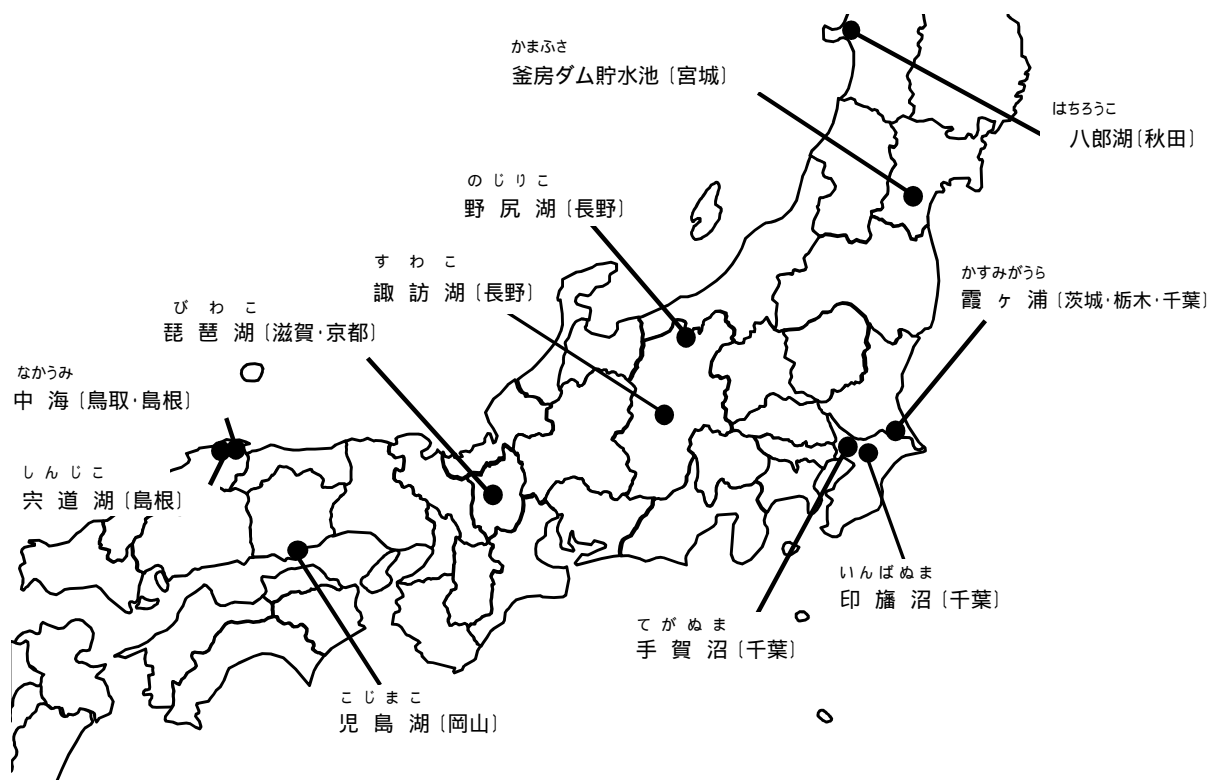 かまふさ
釜房ダム貯水池〔宮城〕
はちろうこ
八郎湖〔秋田〕
のじりこ
野尻湖〔長野〕
すわこ
諏訪湖〔長野〕
かすみがうら
霞ヶ浦〔茨城・栃木・千葉〕
びわこ
琵琶湖〔滋賀・京都〕
なかうみ
中海〔鳥取・島根〕
しんじこ
宍道湖〔島根〕
いんばぬま
印旛沼〔千葉〕
てがぬま
手賀沼〔千葉〕
こじまこ
児島湖〔岡山〕